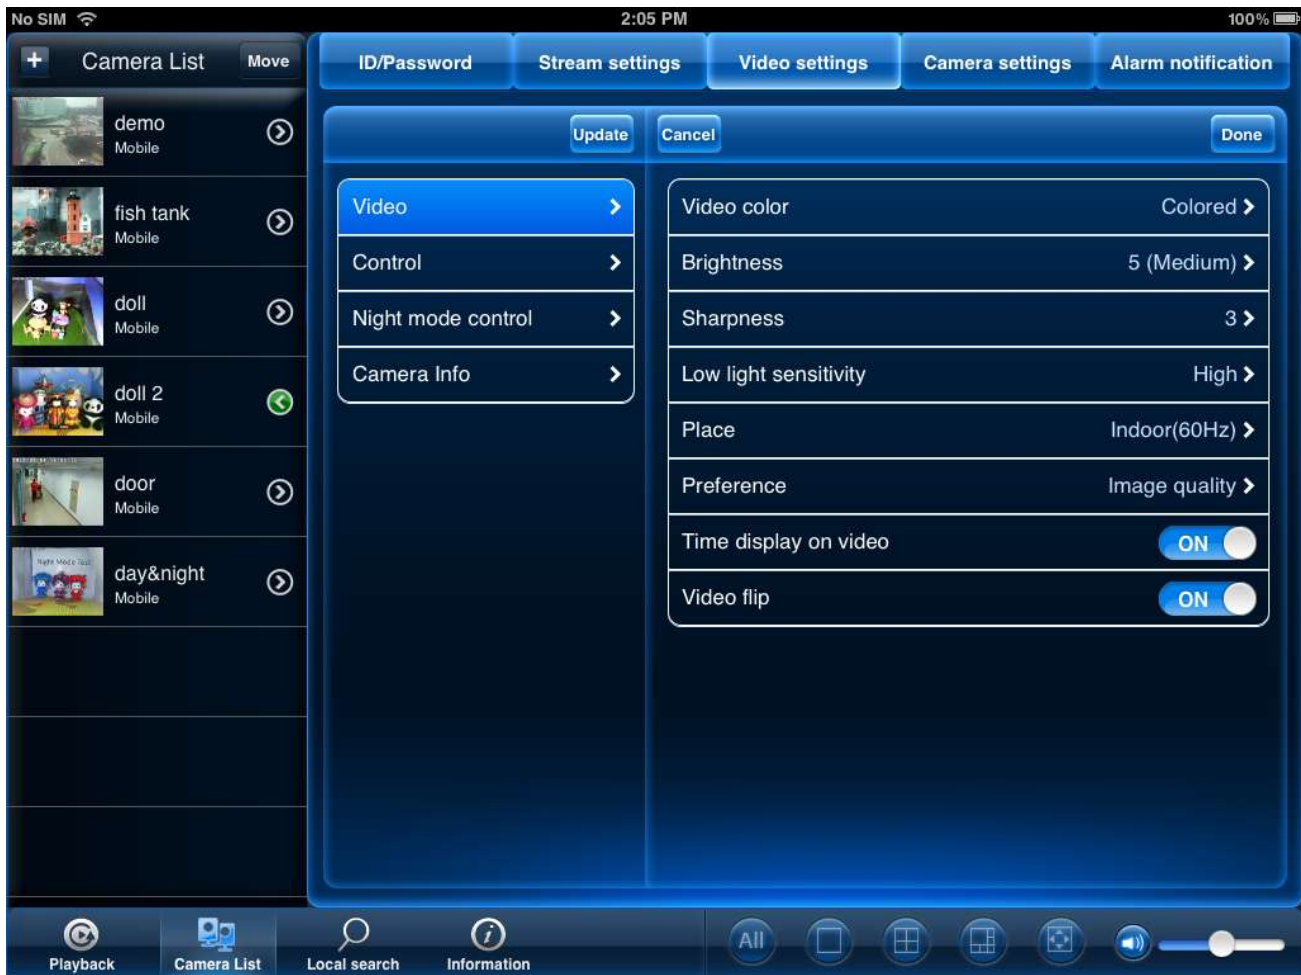 No SIM 2:05 PM 100%
+ Camera List Move
ID/Password Stream settings Video settings Camera settings Alarm notification
demo
Mobile
fish tank
Mobile
doll
Mobile
doll 2
Mobile
door
Mobile
Night Mode Test
day&night
Mobile
Update Cancel Done
Video
Control
Night mode control
Camera Info
Video color Colored
Brightness 5 (Medium)
Sharpness 3
Low light sensitivity High
Place Indoor(60Hz)
Preference Image quality
Time display on video ON
Video flip ON
Playback Camera List Local search Information All